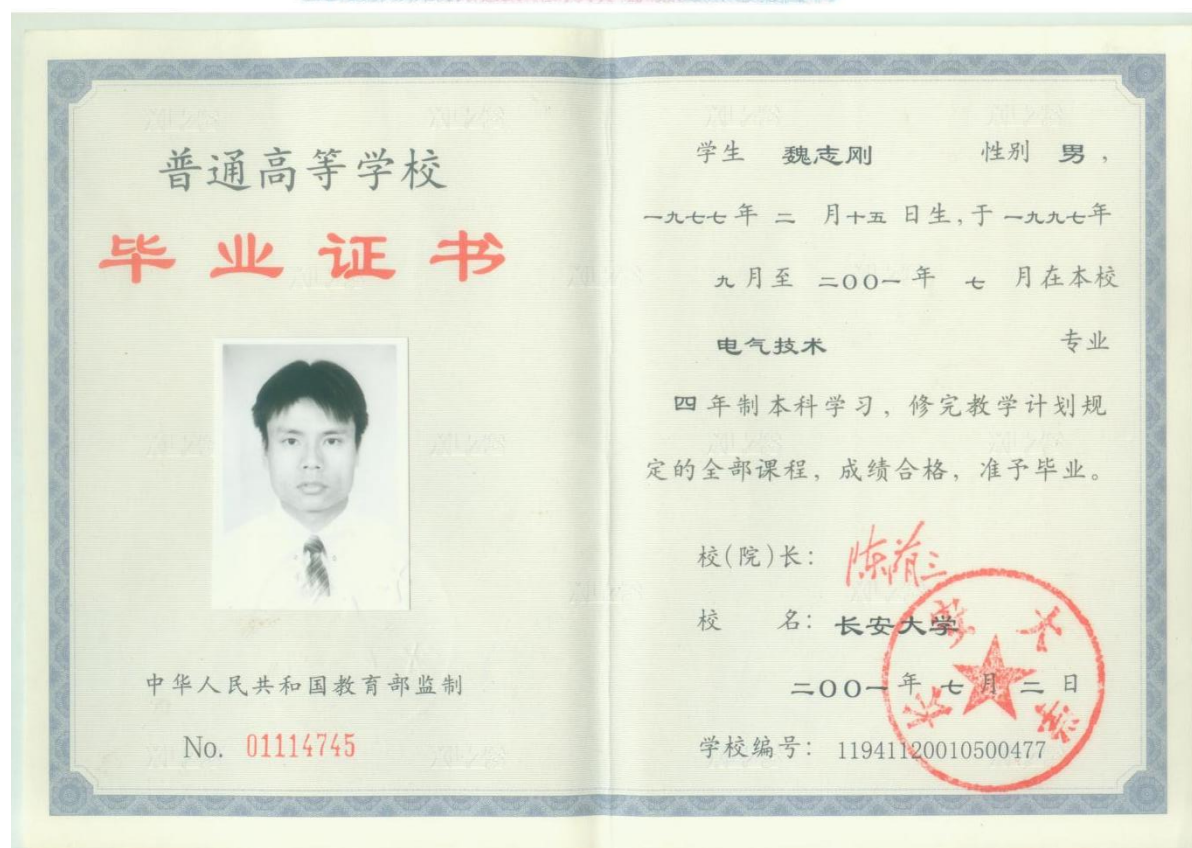 普通高等学校
毕业证书
中华人民共和国教育部监制
No. 01114745
学生 魏志刚 性别 男，
一九七七年 二 月十五 日生，于 一九九七年
九月至 二〇〇一年 七 月在本校
电气技术 专业
四 年制本科学习，修完教学计划规
定的全部课程，成绩合格，准予毕业。
校(院)长：
校 名：长安大学
二〇〇一年 七 月 二 日
学校编号：11941120010500477